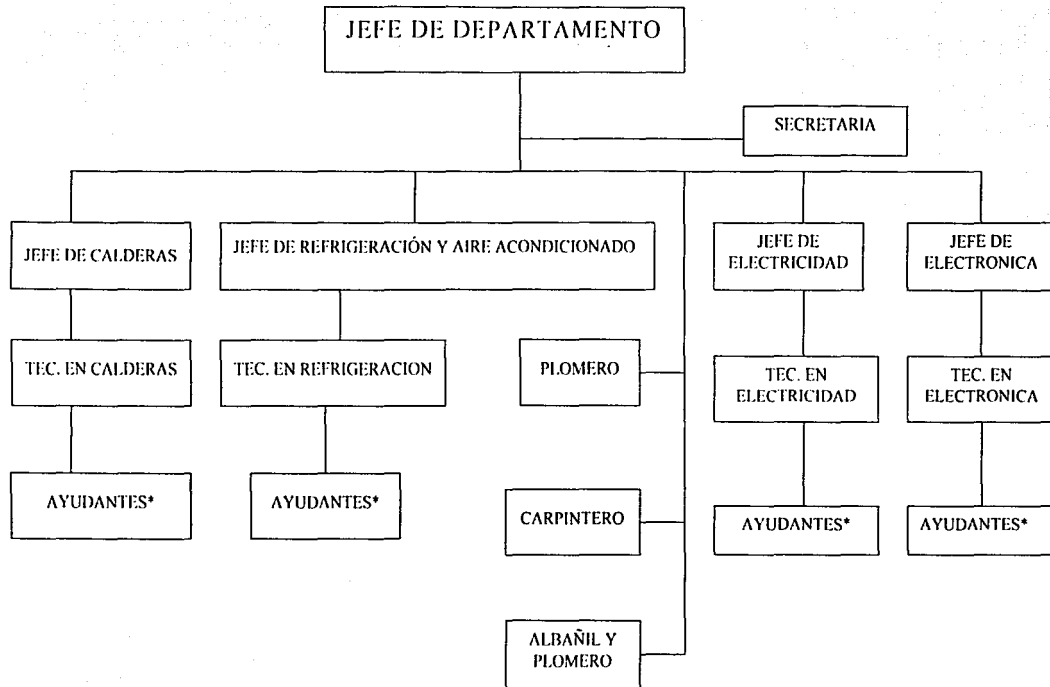 JEFE DE DEPARTAMENTO
SECRETARIA
JEFE DE CALDERAS
JEFE DE REFRIGERACIÓN Y AIRE ACONDICIONADO
JEFE DE
ELECTRICIDAD
JEFE DE
ELECTRONICA
TEC. EN CALDERAS
TEC. EN REFRIGERACION
PLOMERO
TEC. EN
ELECTRICIDAD
TEC. EN
ELECTRONICA
AYUDANTES*
AYUDANTES*
CARPINTERO
AYUDANTES*
AYUDANTES*
ALBAÑIL Y
PLOMERO